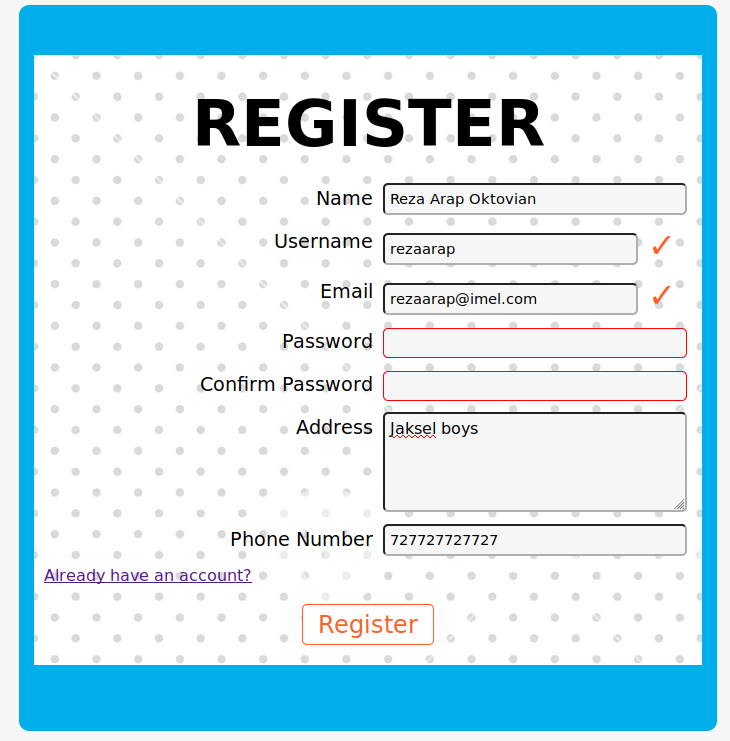 REGISTER
Name Reza Arap Oktovian
Username rezaarap ✓
Email rezaarap@imel.com ✓
Password
Confirm Password
Address Jaksel boys
Phone Number 727727727727
Already have an account?
Register